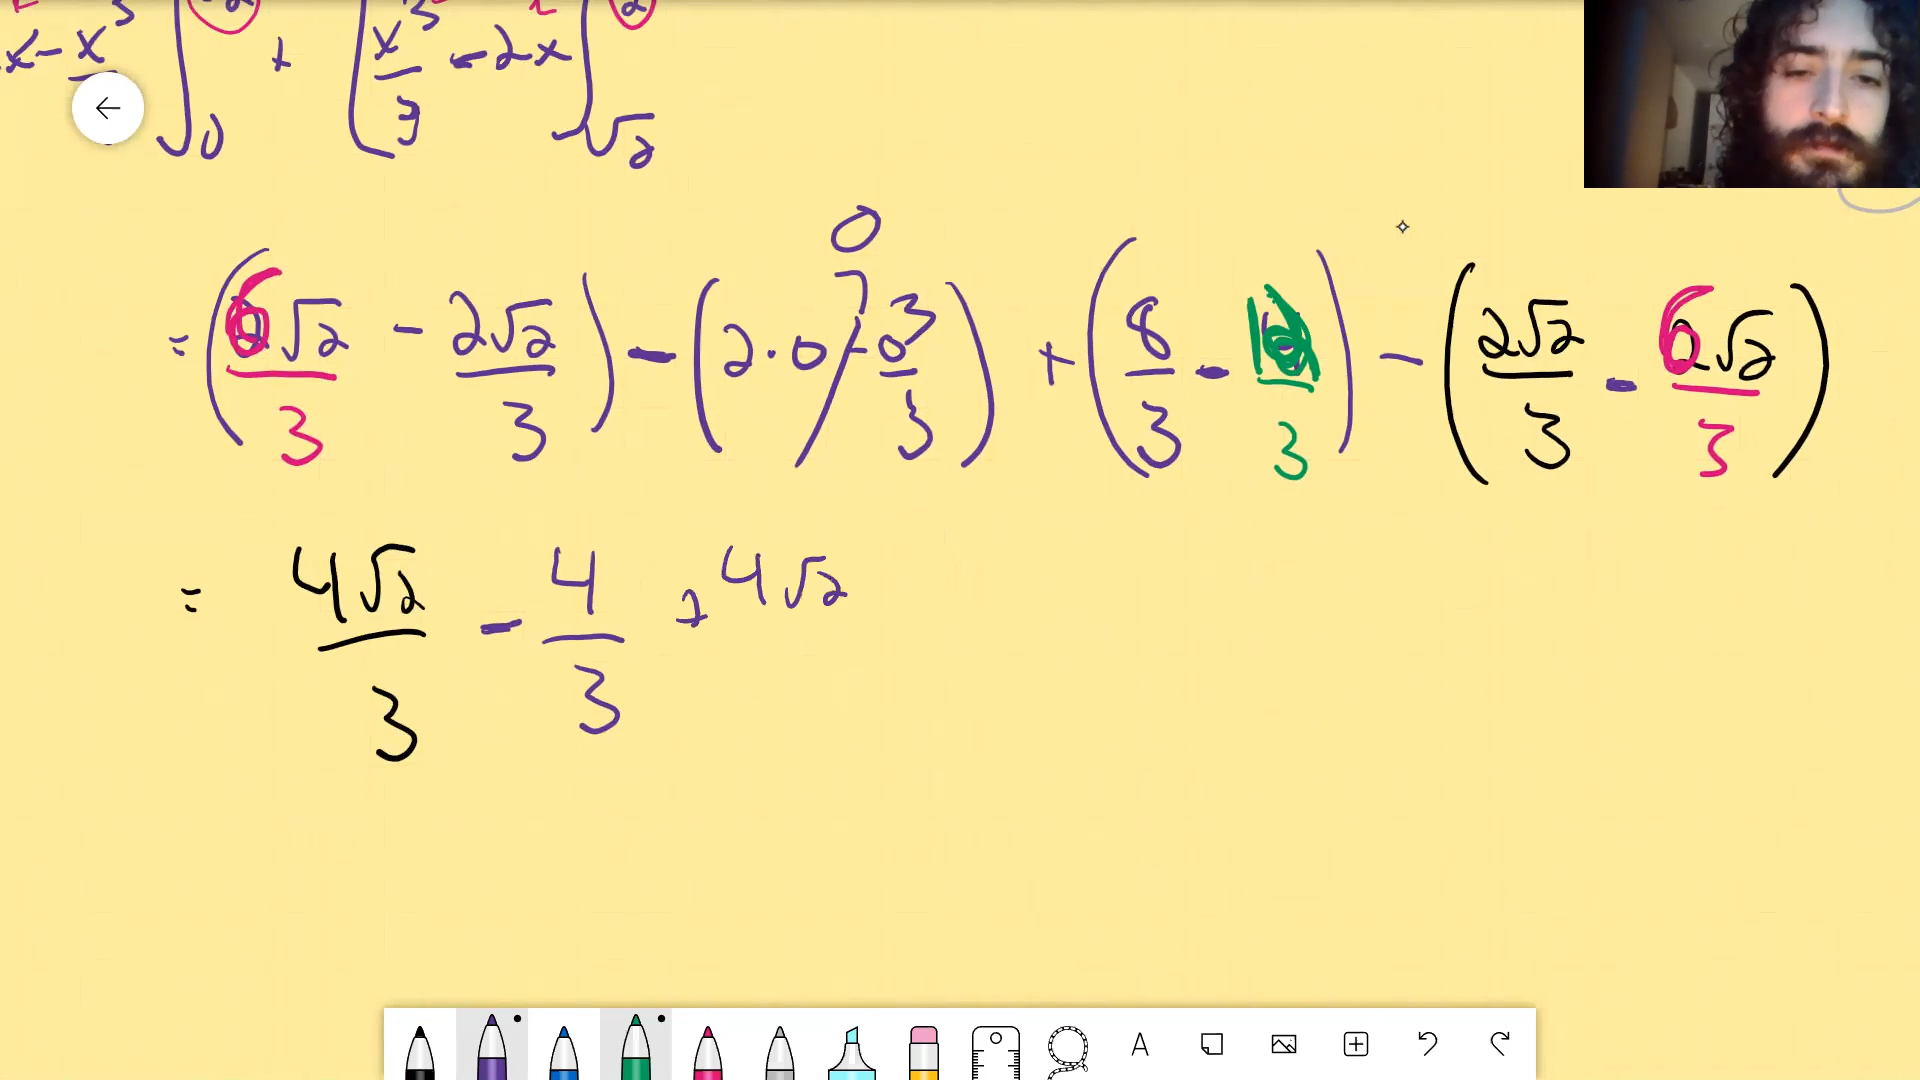 x - x³/ ]₀ + [x³/3 - 2x]√2
0
= (6√2/3 - 2√2/3) - (2·0 - 0³/3) + (8/3 - 12/3) - (2√2/3 - 6√2/3)
= 4√2/3 - 4/3 + 4√2
A